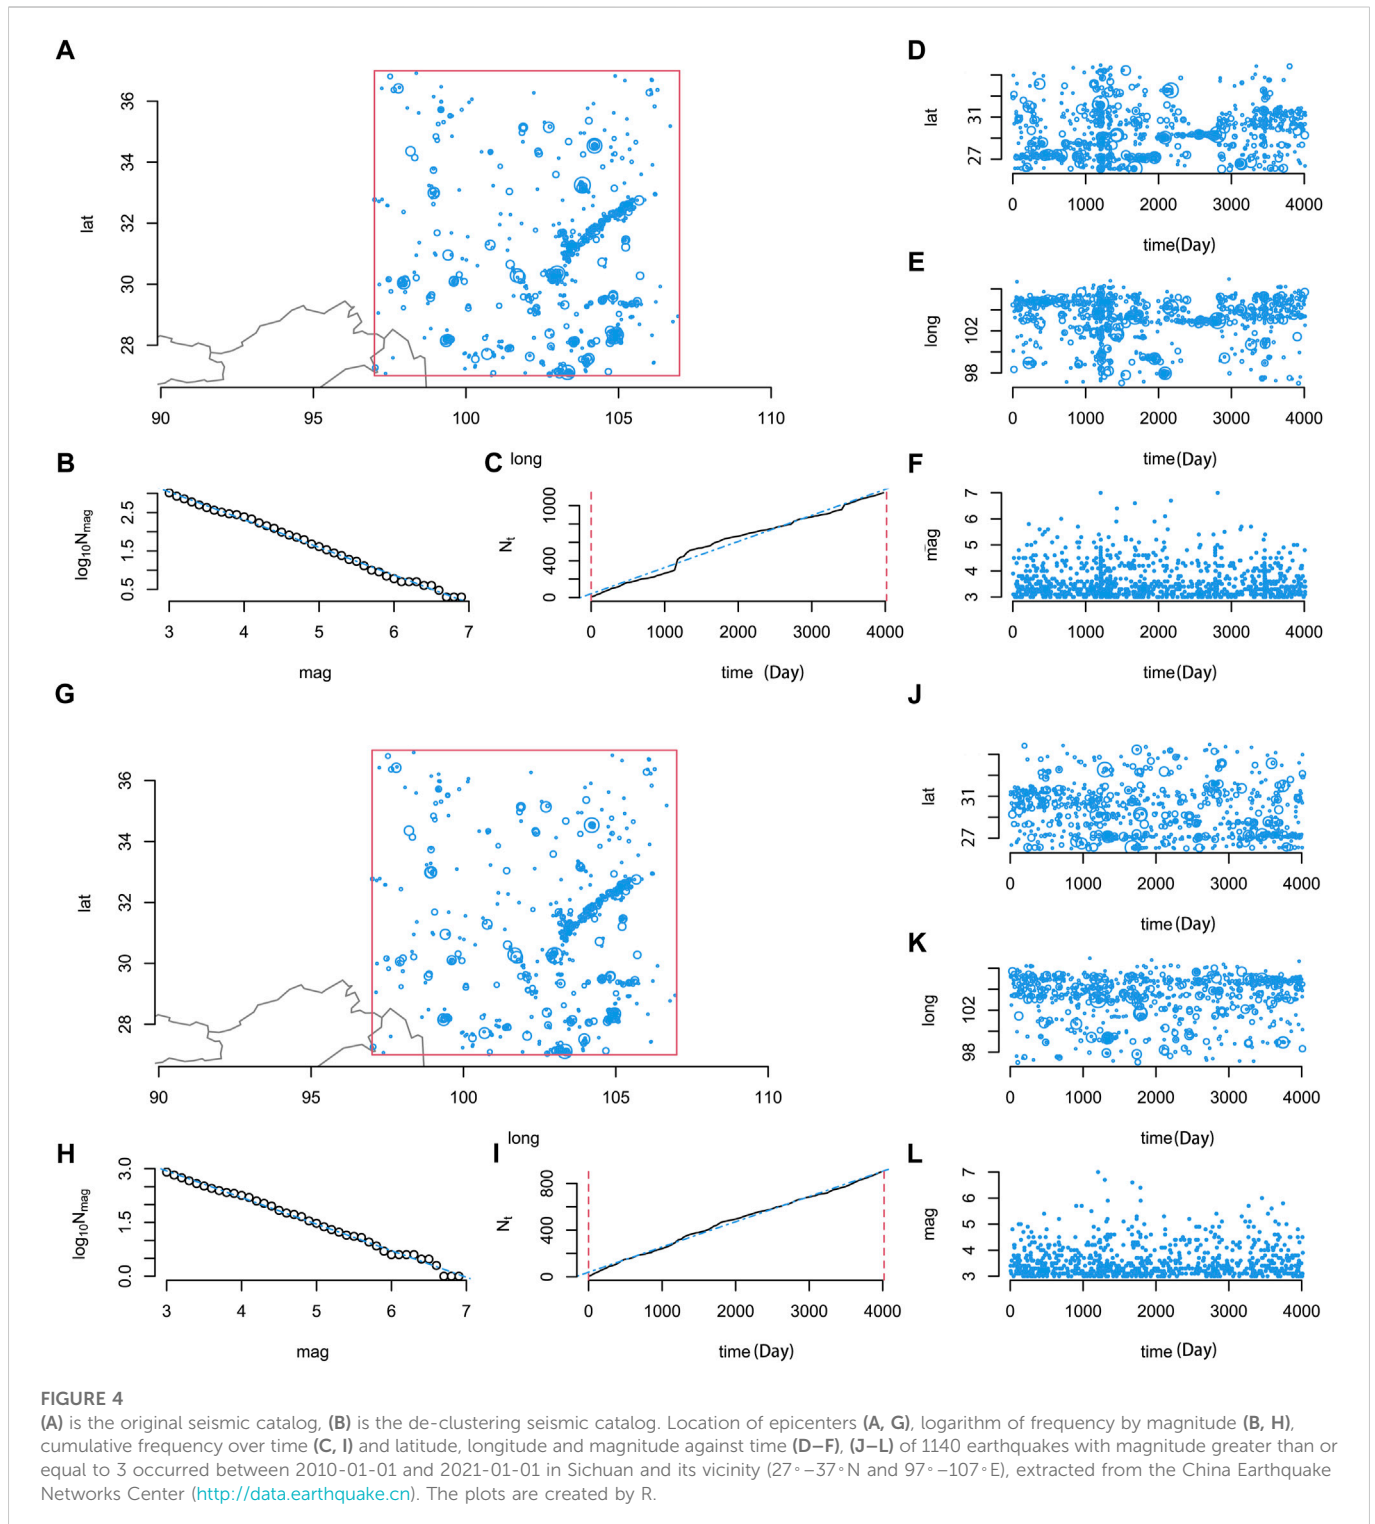 A
36
34
32
30
28
lat
90
95
100
105
110
long
D
31
27
lat
0 1000 2000 3000 4000
time(Day)
E
102
98
long
0 1000 2000 3000 4000
time(Day)
B
2.5
1.5
0.5
log10Nmag
3 4 5 6 7
mag
C
1000
400
0
Nt
0 1000 2000 3000 4000
time (Day)
F
7
6
5
4
3
mag
0 1000 2000 3000 4000
time(Day)
G
36
34
32
30
28
lat
90
95
100
105
110
long
J
31
27
lat
0 1000 2000 3000 4000
time(Day)
K
102
98
long
0 1000 2000 3000 4000
time(Day)
H
3.0
1.5
0.0
log10Nmag
3 4 5 6 7
mag
I
800
400
0
Nt
0 1000 2000 3000 4000
time(Day)
L
7
6
5
4
3
mag
0 1000 2000 3000 4000
time (Day)
FIGURE 4
(A) is the original seismic catalog, (B) is the de-clustering seismic catalog. Location of epicenters (A, G), logarithm of frequency by magnitude (B, H),
cumulative frequency over time (C, I) and latitude, longitude and magnitude against time (D–F), (J–L) of 1140 earthquakes with magnitude greater than or
equal to 3 occurred between 2010-01-01 and 2021-01-01 in Sichuan and its vicinity (27◦–37◦N and 97◦–107◦E), extracted from the China Earthquake
Networks Center (http://data.earthquake.cn). The plots are created by R.